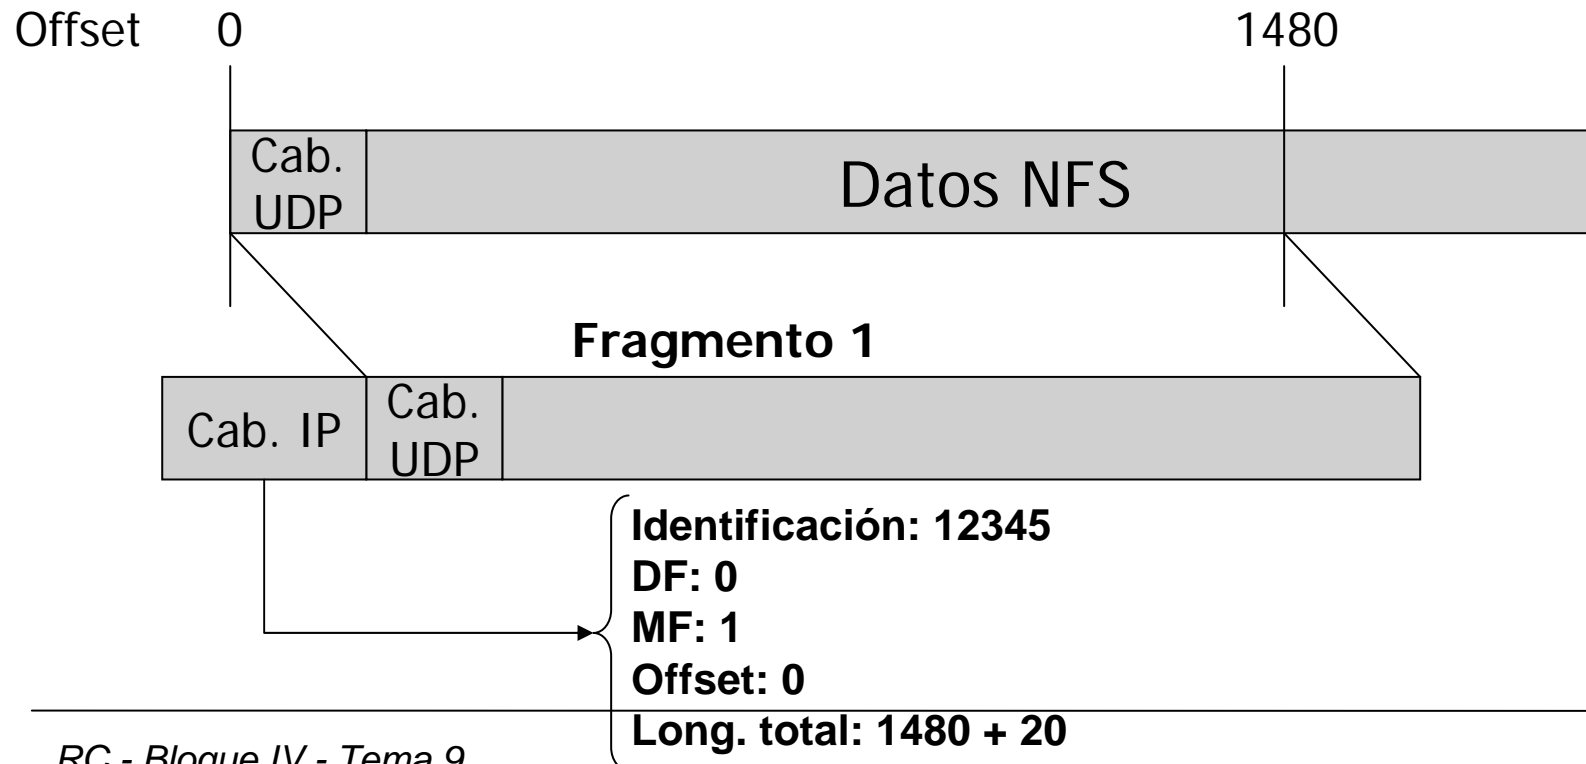 Offset 0 1480
Cab.
UDP
Datos NFS
Fragmento 1
Cab. IP
Cab.
UDP
Identificación: 12345
DF: 0
MF: 1
Offset: 0
Long. total: 1480 + 20
RC - Bloque IV - Tema 9